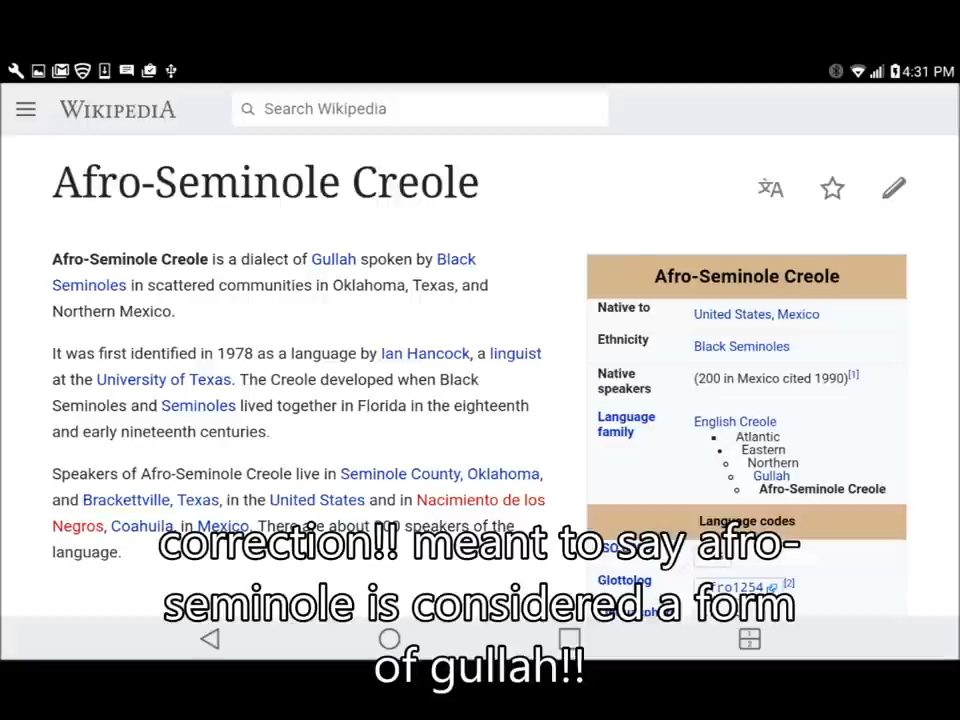 4:31 PM
WIKIPEDIA
Search Wikipedia
Afro-Seminole Creole
Afro-Seminole Creole is a dialect of Gullah spoken by Black
Seminoles in scattered communities in Oklahoma, Texas, and
Northern Mexico.
It was first identified in 1978 as a language by Ian Hancock, a linguist
at the University of Texas. The Creole developed when Black
Seminoles and Seminoles lived together in Florida in the eighteenth
and early nineteenth centuries.
Speakers of Afro-Seminole Creole live in Seminole County, Oklahoma,
and Brackettville, Texas, in the United States and in Nacimiento de los
Negros, Coahuila, in Mexico. There are about speakers of the
language.
Afro-Seminole Creole
Native to United States, Mexico
Ethnicity Black Seminoles
Native speakers (200 in Mexico cited 1990)[1]
Language family English Creole
Atlantic
Eastern
Northern
Gullah
Afro-Seminole Creole
Language codes
Glottolog afro1254 [2]
correction!! meant to say afro-
seminole is considered a form
of gullah!!